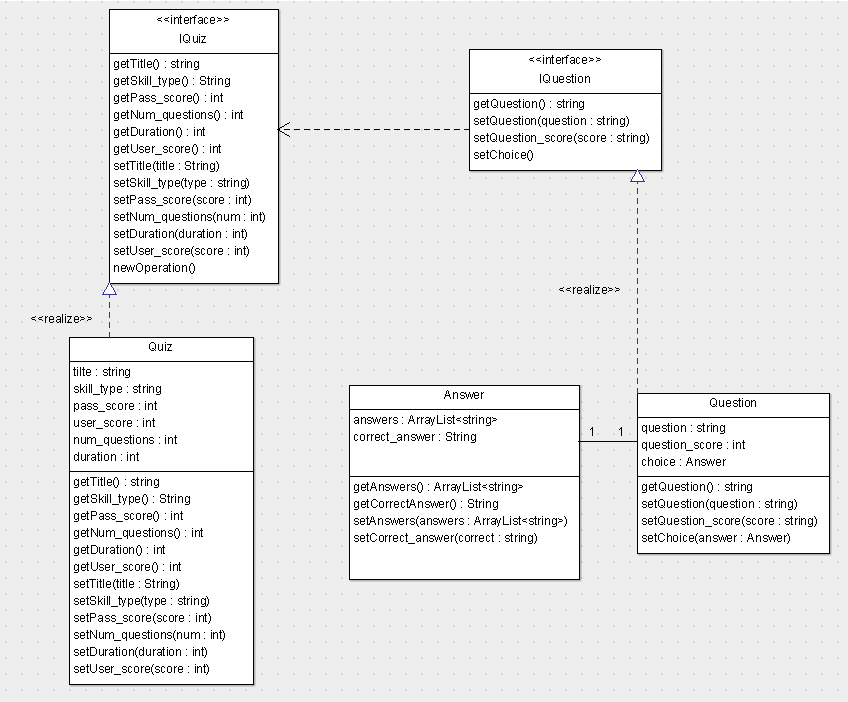 <<interface>>
IQuiz
getTitle() : string
getSkill_type() : String
getPass_score() : int
getNum_questions() : int
getDuration() : int
getUser_score() : int
setTitle(title : String)
setSkill_type(type : string)
setPass_score(score : int)
setNum_questions(num : int)
setDuration(duration : int)
setUser_score(score : int)
newOperation()
<<interface>>
IQuestion
getQuestion() : string
setQuestion(question : string)
setQuestion_score(score : string)
setChoice()
<<realize>>
<<realize>>
Quiz
tilte : string
skill_type : string
pass_score : int
user_score : int
num_questions : int
duration : int
getTitle() : string
getSkill_type() : String
getPass_score() : int
getNum_questions() : int
getDuration() : int
getUser_score() : int
setTitle(title : String)
setSkill_type(type : string)
setPass_score(score : int)
setNum_questions(num : int)
setDuration(duration : int)
setUser_score(score : int)
Answer
answers : ArrayList<string>
correct_answer : String
getAnswers() : ArrayList<string>
getCorrectAnswer() : String
setAnswers(answers : ArrayList<string>)
setCorrect_answer(correct : string)
1 1
Question
question : string
question_score : int
choice : Answer
getQuestion() : string
setQuestion(question : string)
setQuestion_score(score : string)
setChoice(answer : Answer)